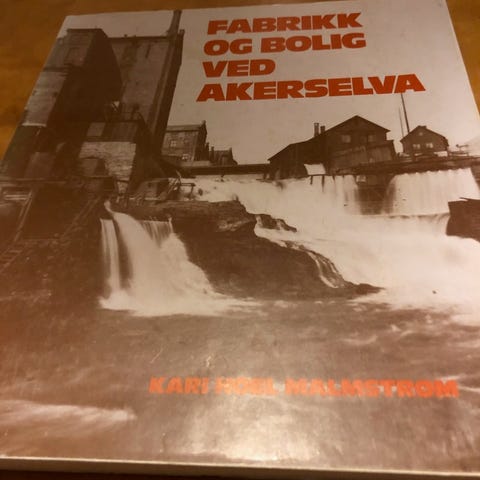 FABRIKK
OG BOLIG
VED
AKERSELVA
KARI HOEL MALMSTRØM